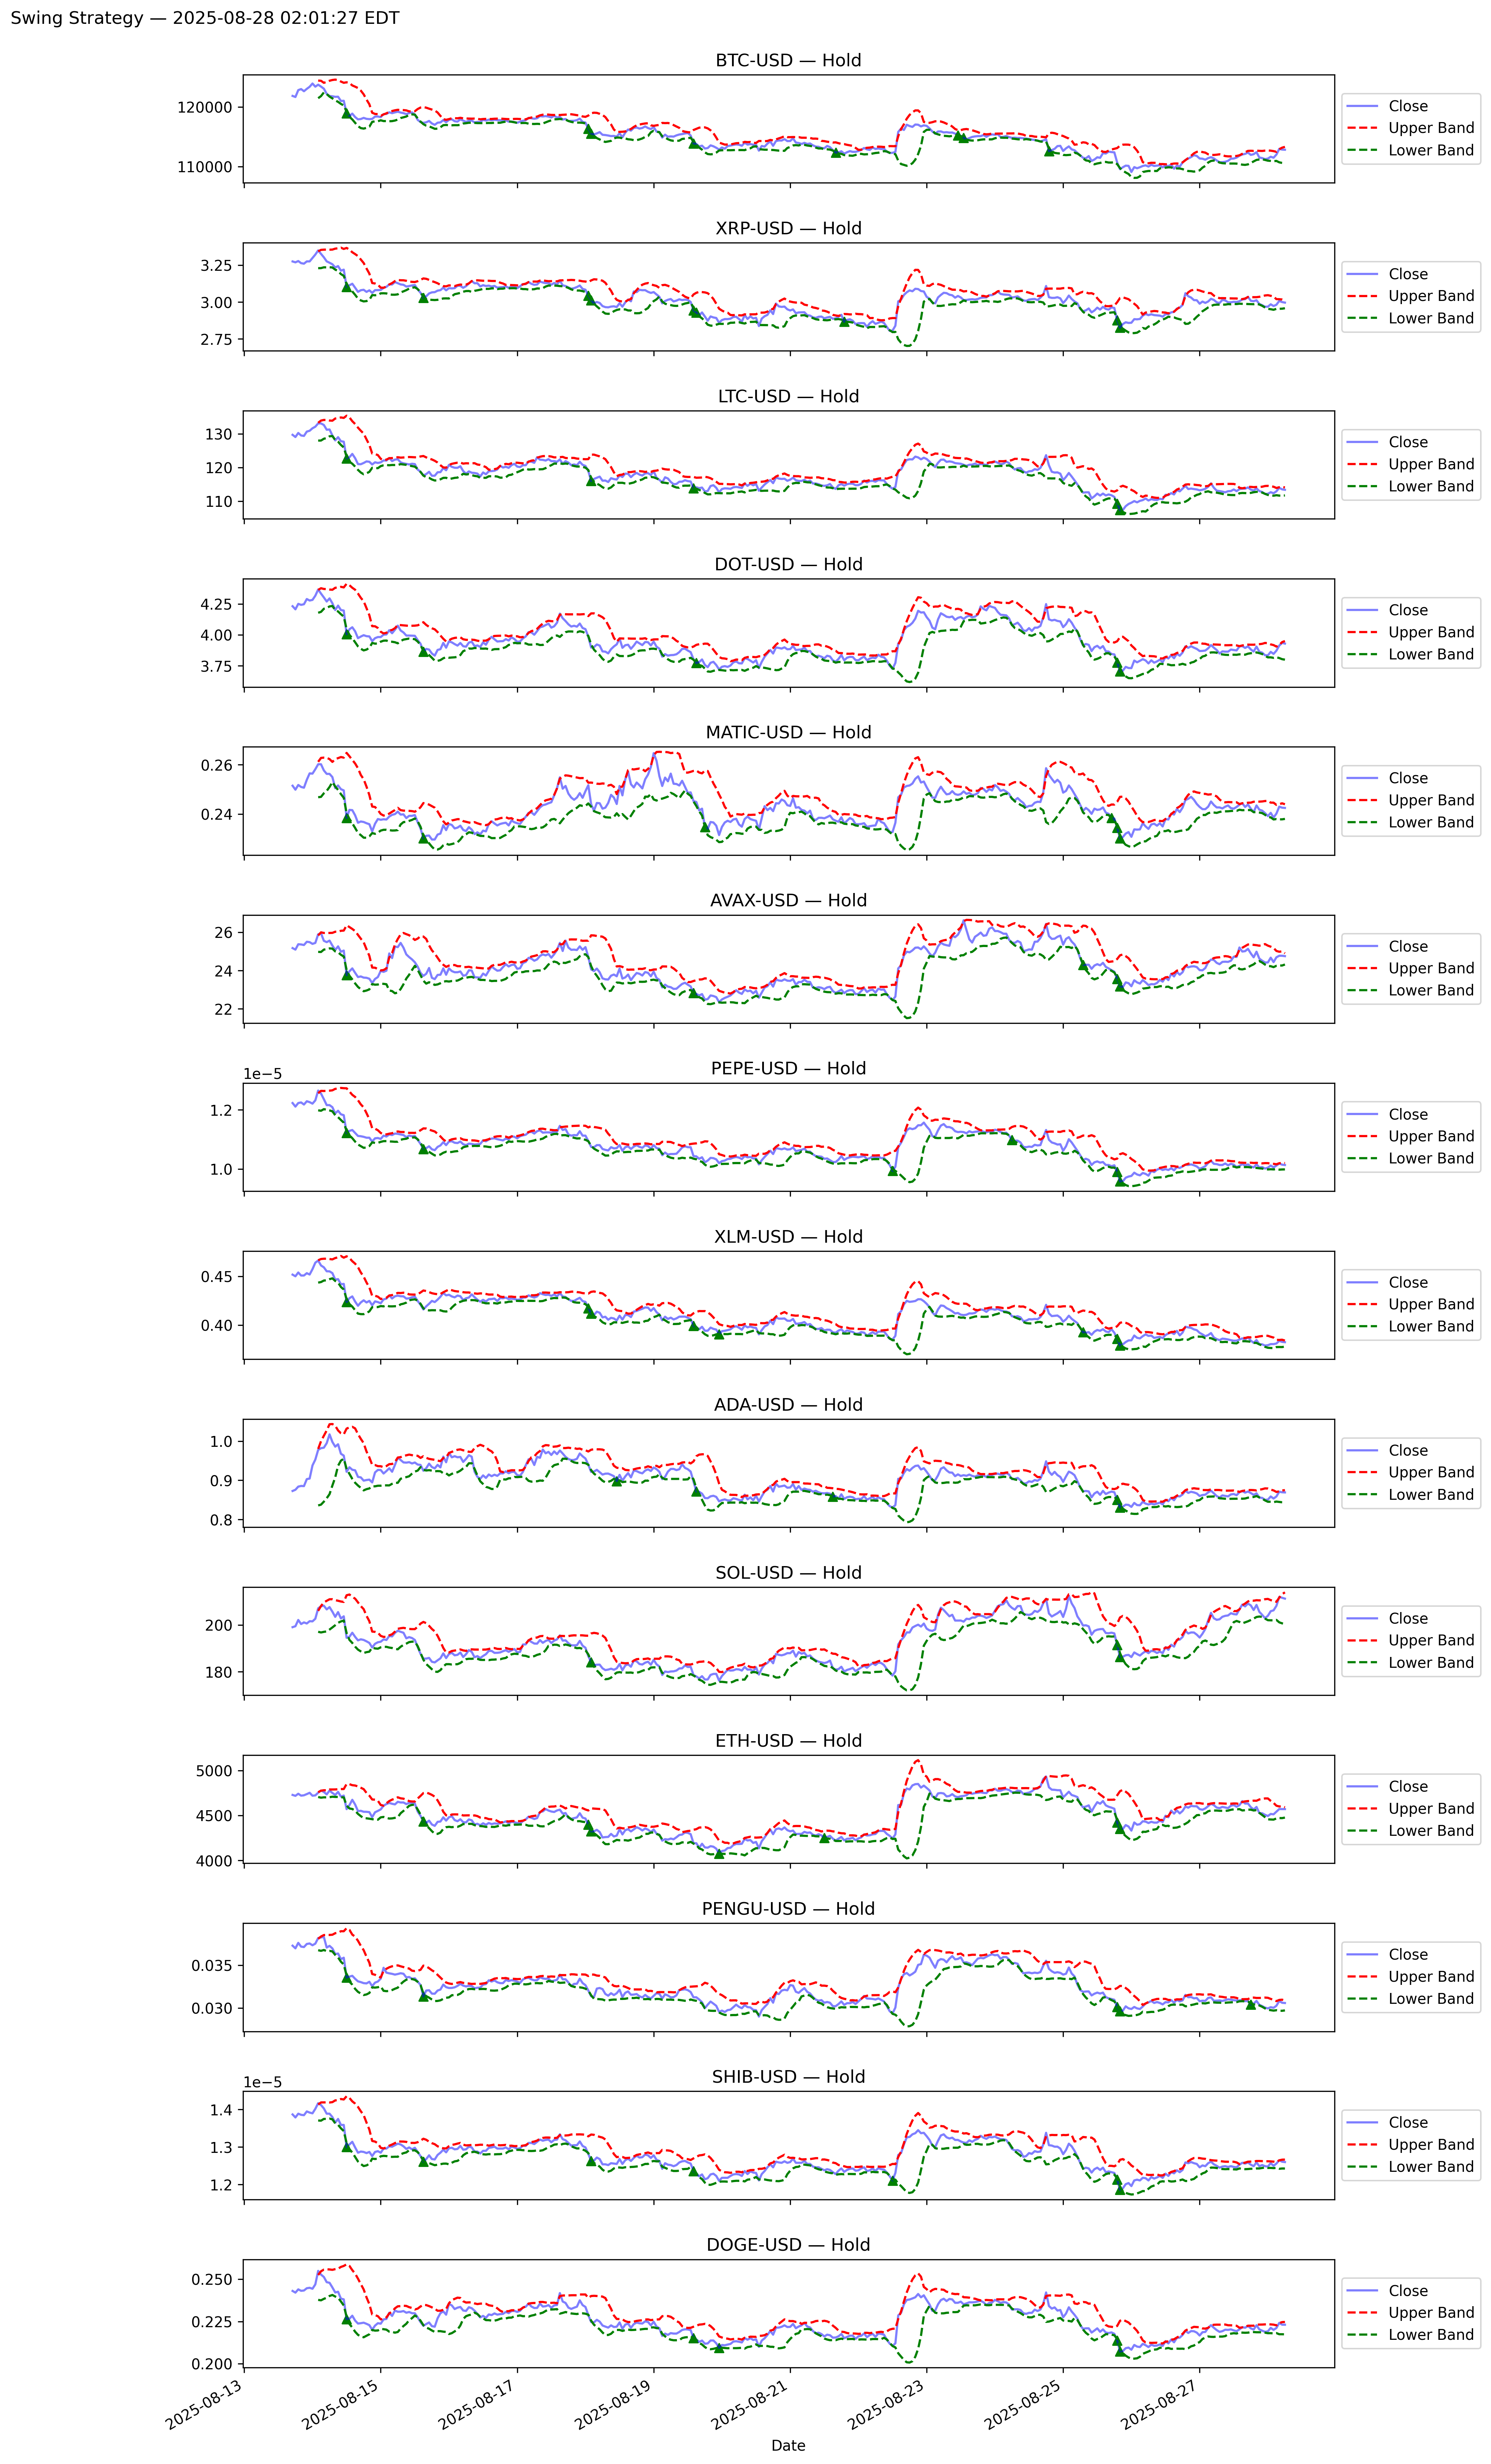 Swing Strategy — 2025-08-28 02:01:27 EDT
BTC-USD — Hold
120000
110000
Close
Upper Band
Lower Band
XRP-USD — Hold
3.25
3.00
2.75
Close
Upper Band
Lower Band
LTC-USD — Hold
130
120
110
Close
Upper Band
Lower Band
DOT-USD — Hold
4.25
4.00
3.75
Close
Upper Band
Lower Band
MATIC-USD — Hold
0.26
0.24
Close
Upper Band
Lower Band
AVAX-USD — Hold
26
24
22
Close
Upper Band
Lower Band
PEPE-USD — Hold
1e−5
1.2
1.0
Close
Upper Band
Lower Band
XLM-USD — Hold
0.45
0.40
Close
Upper Band
Lower Band
ADA-USD — Hold
1.0
0.9
0.8
Close
Upper Band
Lower Band
SOL-USD — Hold
200
180
Close
Upper Band
Lower Band
ETH-USD — Hold
5000
4500
4000
Close
Upper Band
Lower Band
PENGU-USD — Hold
0.035
0.030
Close
Upper Band
Lower Band
SHIB-USD — Hold
1e−5
1.4
1.3
1.2
Close
Upper Band
Lower Band
DOGE-USD — Hold
0.250
0.225
0.200
Close
Upper Band
Lower Band
2025-08-13
2025-08-15
2025-08-17
2025-08-19
2025-08-21
2025-08-23
2025-08-25
2025-08-27
Date